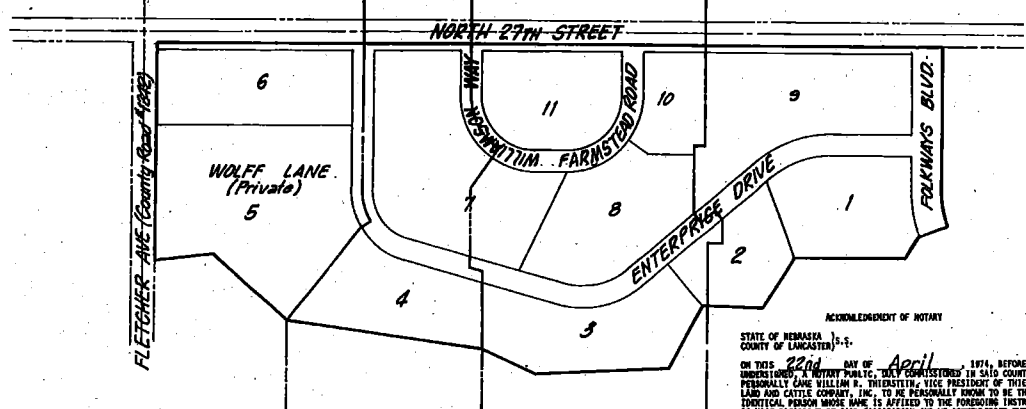 NORTH 27TH STREET
FLETCHER AVE (County Road #1842)
6
WOLFF LANE
(Private)
5
WILLIAMSON WAY
11
FARMSTEAD ROAD
10
9
FOLKWAYS BLVD.
7
8
ENTERPRISE DRIVE
1
2
4
3
ACKNOWLEDGEMENT OF NOTARY
STATE OF NEBRASKA }S.S.
COUNTY OF LANCASTER}
ON THIS 22nd DAY OF April, 1974, BEFORE
UNDERSIGNED, A NOTARY PUBLIC, DULY COMMISSIONED IN SAID COUNT
PERSONALLY CAME WILLIAM R. THIERSTEIN, VICE PRESIDENT OF THIE
LAND AND CATTLE COMPANY, INC. TO ME PERSONALLY KNOWN TO BE TH
IDENTICAL PERSON WHOSE NAME IS AFFIXED TO THE FOREGOING INSTR